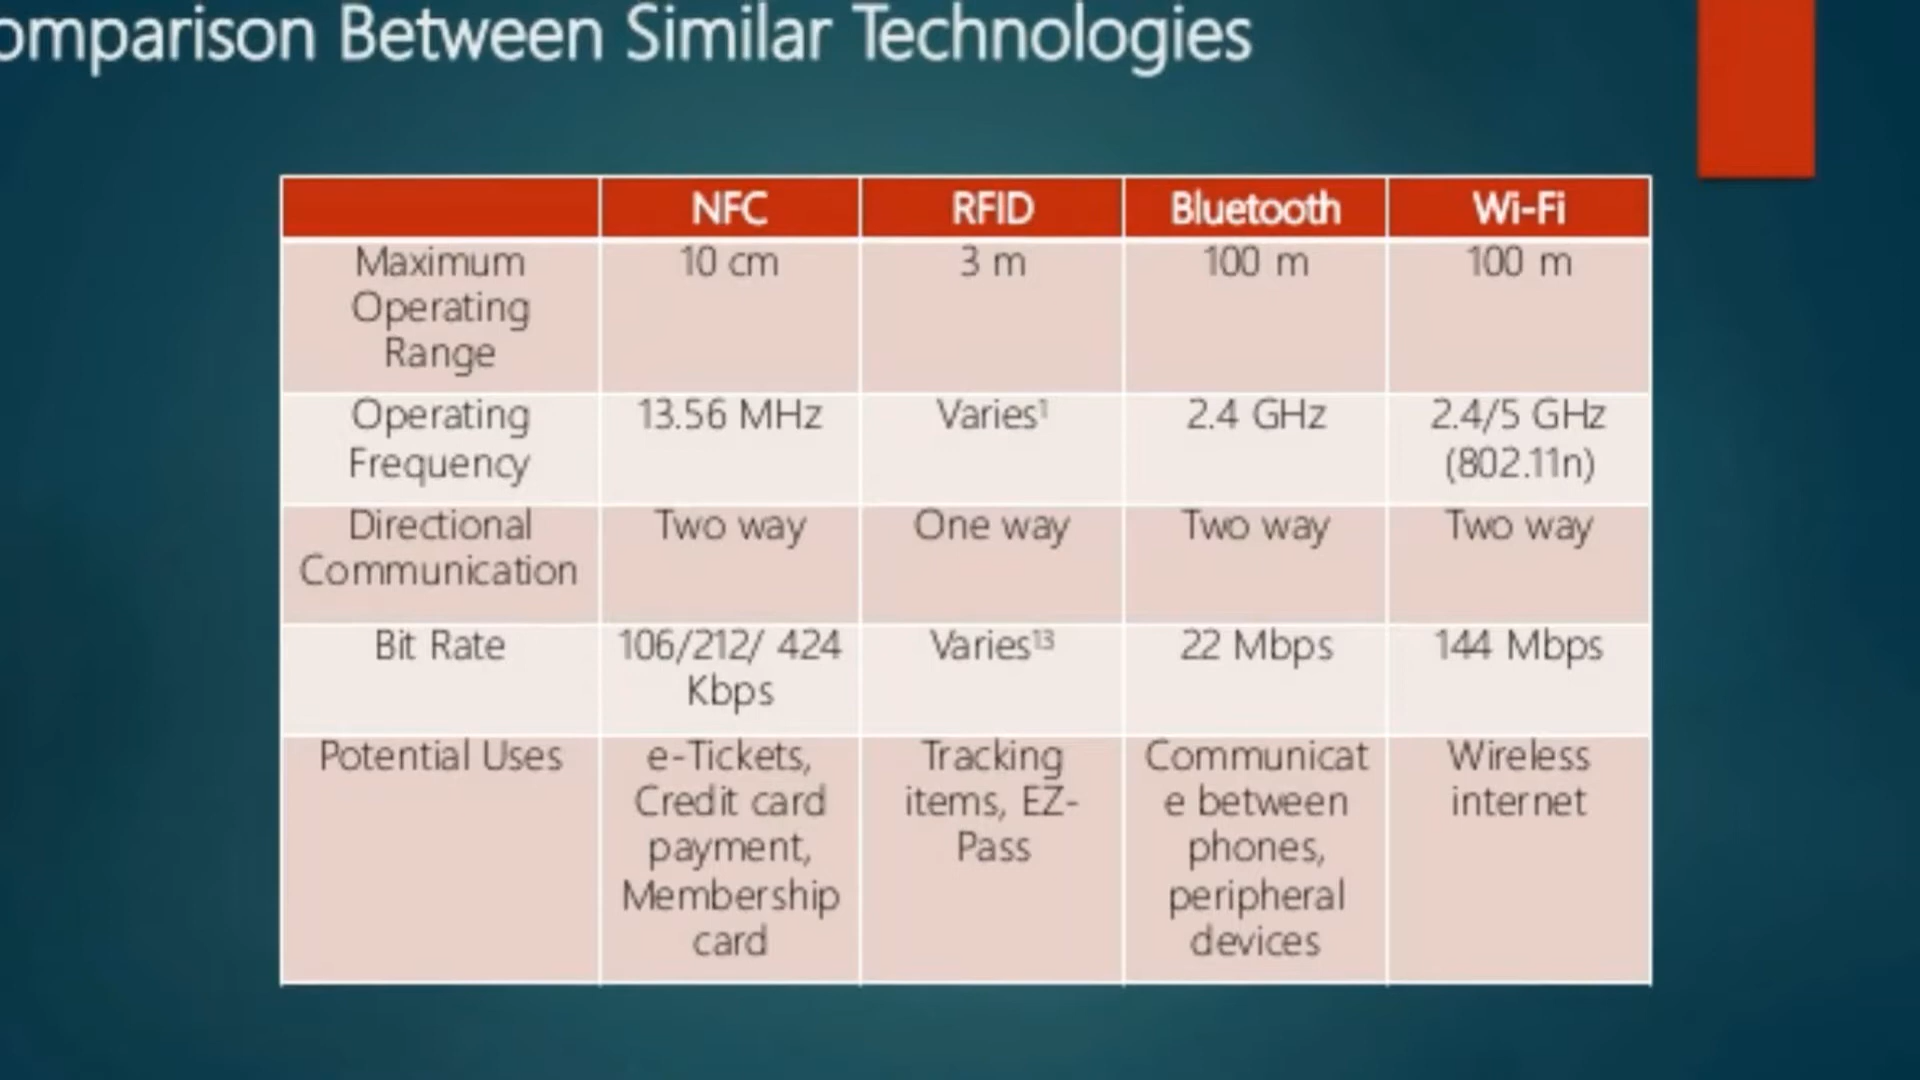 omparison Between Similar Technologies
NFC RFID Bluetooth Wi-Fi
Maximum Operating Range 10 cm 3 m 100 m 100 m
Operating Frequency 13.56 MHz Varies¹ 2.4 GHz 2.4/5 GHz (802.11n)
Directional Communication Two way One way Two way Two way
Bit Rate 106/212/ 424 Kbps Varies¹³ 22 Mbps 144 Mbps
Potential Uses e-Tickets, Credit card payment, Membership card Tracking items, EZ-Pass Communicate between phones, peripheral devices Wireless internet